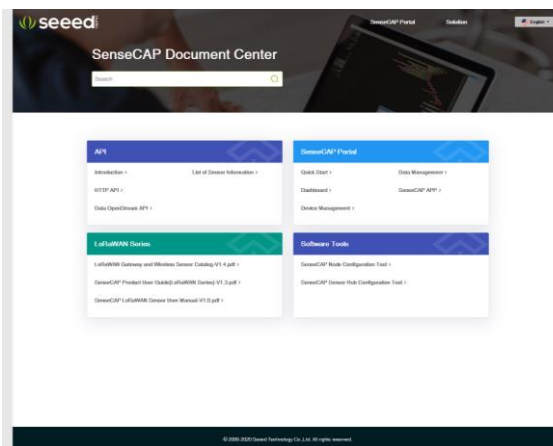 seeed
SenseCAP Portal
Solution
English
SenseCAP Document Center
Search
API
Introduction >
List of Sensor Information >
HTTP API >
Data OpenStream API >
SenseCAP Portal
Quick Start >
Data Management >
Dashboard >
SenseCAP APP >
Device Management >
LoRaWAN Series
LoRaWAN Gateway and Wireless Sensor Catalog-V1.4.pdf >
SenseCAP Product User Guide(LoRaWAN Series)-V1.3.pdf >
SenseCAP LoRaWAN Sensor User Manual-V1.0.pdf >
Software Tools
SenseCAP Node Configuration Tool >
SenseCAP Sensor Hub Configuration Tool >
© 2008-2020 Seeed Technology Co.,Ltd. All rights reserved.